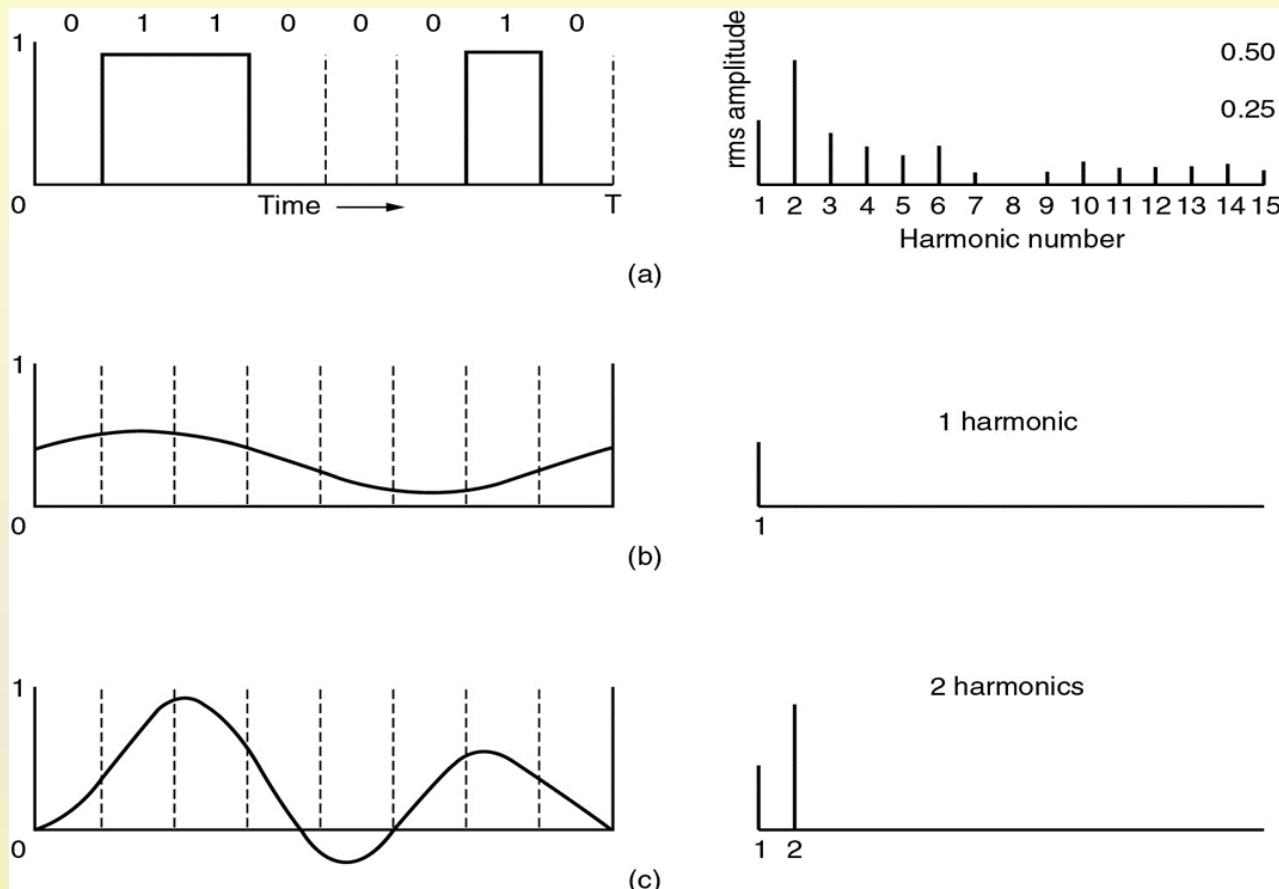 0 1 1 0 0 0 1 0
1
0
Time
T
rms amplitude
0.50
0.25
1 2 3 4 5 6 7 8 9 10 11 12 13 14 15
Harmonic number
(a)
1
0
1 harmonic
1
(b)
1
0
2 harmonics
1 2
(c)